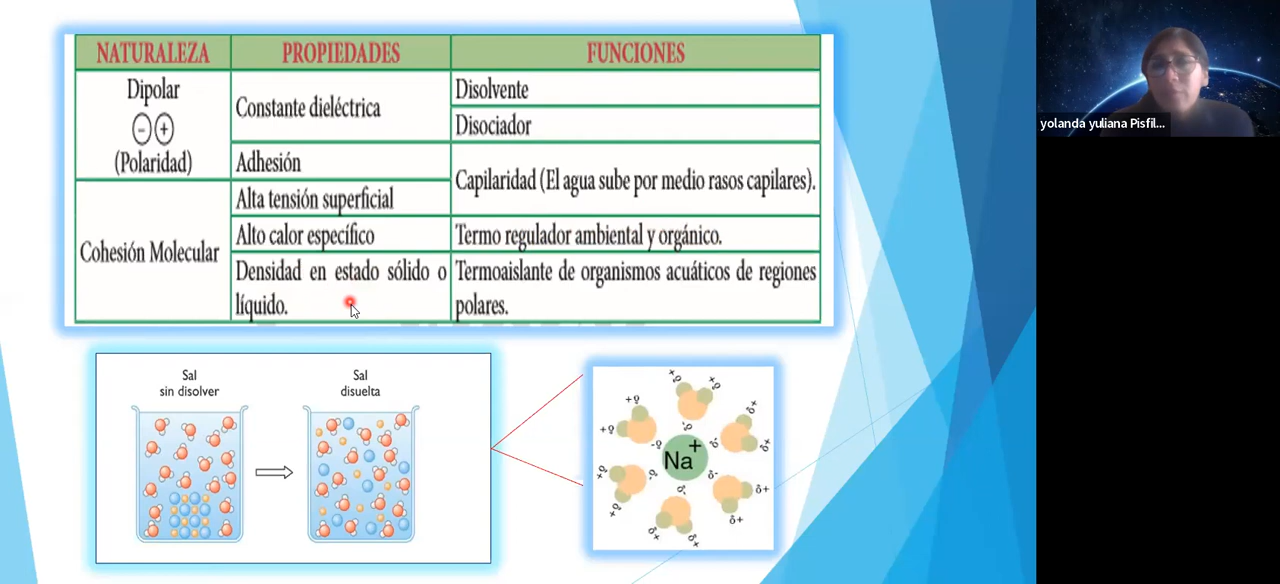 NATURALEZA PROPIEDADES FUNCIONES
Dipolar
- +
(Polaridad)
Constante dieléctrica
Disolvente
Disociador
Adhesión
Capilaridad (El agua sube por medio rasos capilares).
Cohesión Molecular
Alta tensión superficial
Alto calor específico
Termo regulador ambiental y orgánico.
Densidad en estado sólido o
líquido.
Termoaislante de organismos acuáticos de regiones
polares.
Sal
sin disolver
Sal
disuelta
Na+
δ+
δ+
δ+
δ+
δ+
δ+
δ+
δ+
δ+
δ+
δ+
δ+
δ-
δ-
δ-
δ-
δ-
δ-
yolanda yuliana Pisfil...